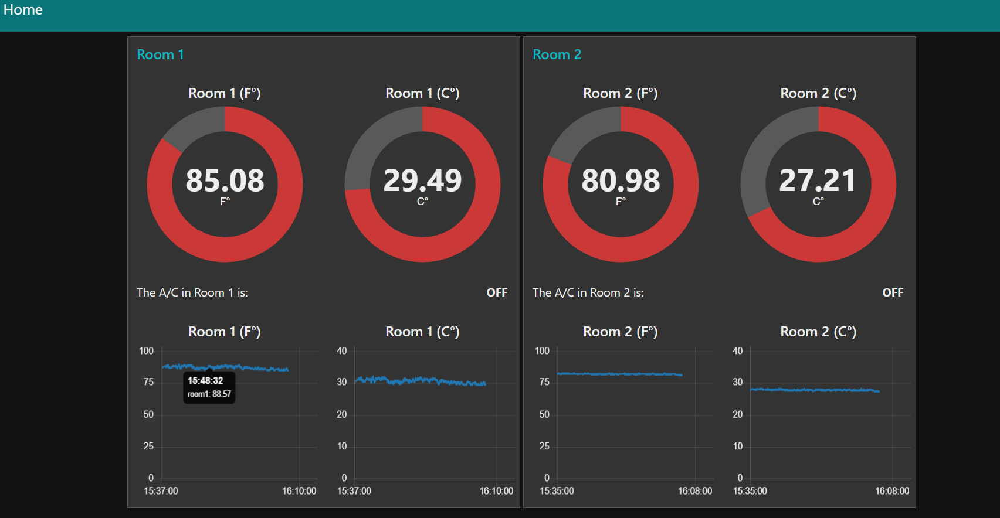 Home
Room 1
Room 1 (F°)
Room 1 (C°)
85.08
F°
29.49
C°
The A/C in Room 1 is: OFF
Room 1 (F°)
Room 1 (C°)
100
75
50
25
0
15:37:00 16:10:00
15:48:32
room1: 88.57
40
30
20
10
0
15:37:00 16:10:00
Room 2
Room 2 (F°)
Room 2 (C°)
80.98
F°
27.21
C°
The A/C in Room 2 is: OFF
Room 2 (F°)
Room 2 (C°)
100
75
50
25
0
15:35:00 16:08:00
40
30
20
10
0
15:35:00 16:08:00